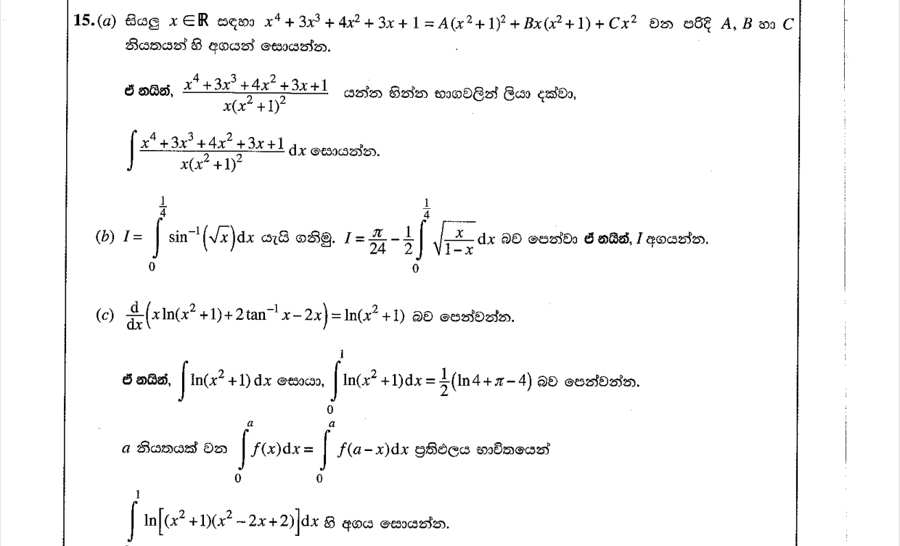 15.(a) සියලු x ∈ ℝ සඳහා x⁴ + 3x³ + 4x² + 3x + 1 = A(x² + 1)² + Bx(x² + 1) + Cx² වන පරිදි A, B හා C
නියතයන් හි අගයන් සොයන්න.
ඒ නයින්, (x⁴ + 3x³ + 4x² + 3x + 1)/(x(x² + 1)²) යන්න භින්න භාගවලින් ලියා දක්වා,
∫ (x⁴ + 3x³ + 4x² + 3x + 1)/(x(x² + 1)²) dx සොයන්න.
(b) I = ∫₀^(1/4) sin⁻¹(√x) dx යැයි ගනිමු. I = π/24 − 1/2 ∫₀^(1/4) √(x/(1−x)) dx බව පෙන්වා ඒ නයින්, I අගයන්න.
(c) d/dx (x ln(x² + 1) + 2 tan⁻¹ x − 2x) = ln(x² + 1) බව පෙන්වන්න.
ඒ නයින්, ∫ ln(x² + 1) dx සොයා, ∫₀¹ ln(x² + 1) dx = 1/2 (ln 4 + π − 4) බව පෙන්වන්න.
a නියතයක් වන ∫₀^a f(x) dx = ∫₀^a f(a − x) dx ප්‍රතිඵලය භාවිතයෙන්
∫¹ ln[(x² + 1)(x² − 2x + 2)] dx හි අගය සොයන්න.